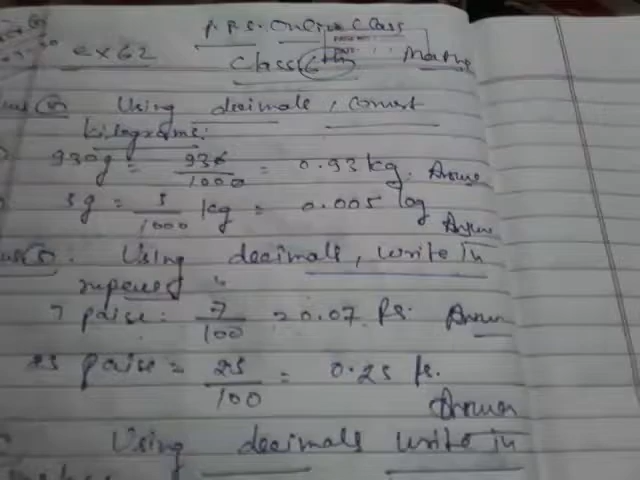 P.P.S. Online Class
ex 62 Class 6th Maths
Using decimals, convert
kilograms:
930g = 930/1000 = 0.93 kg. Answer
5g = 5/1000 kg = 0.005 kg
Answer
Using decimals, write in
rupees
7 paise = 7/100 = 0.07 Rs. Answer
25 paise = 25/100 = 0.25 Rs.
Answer
Using decimals write in